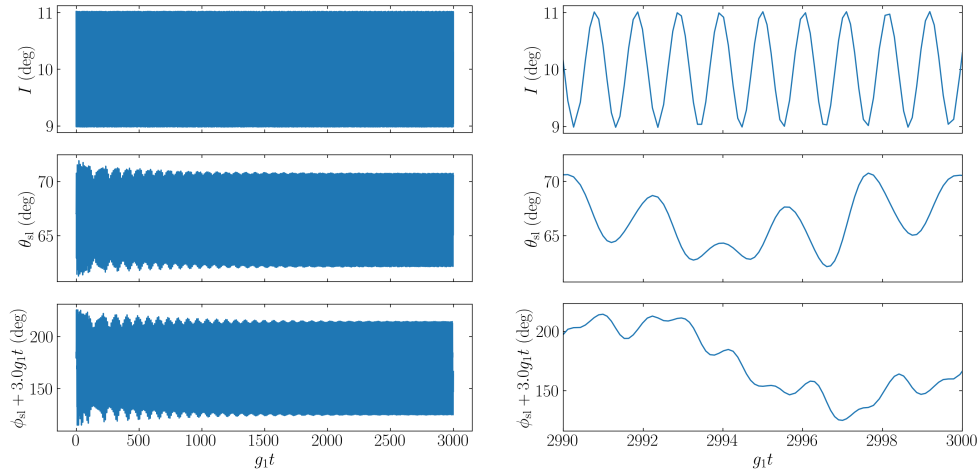 11
10
9
I (deg)
11
10
9
I (deg)
70
65
θsl (deg)
70
65
θsl (deg)
200
150
ϕsl + 3.0g1t (deg)
0 500 1000 1500 2000 2500 3000
g1t
200
150
ϕsl + 3.0g1t (deg)
2990 2992 2994 2996 2998 3000
g1t